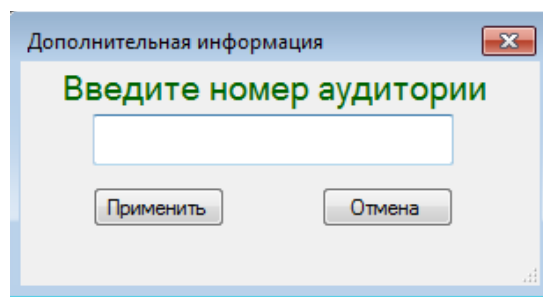 Дополнительная информация
Введите номер аудитории
Применить
Отмена